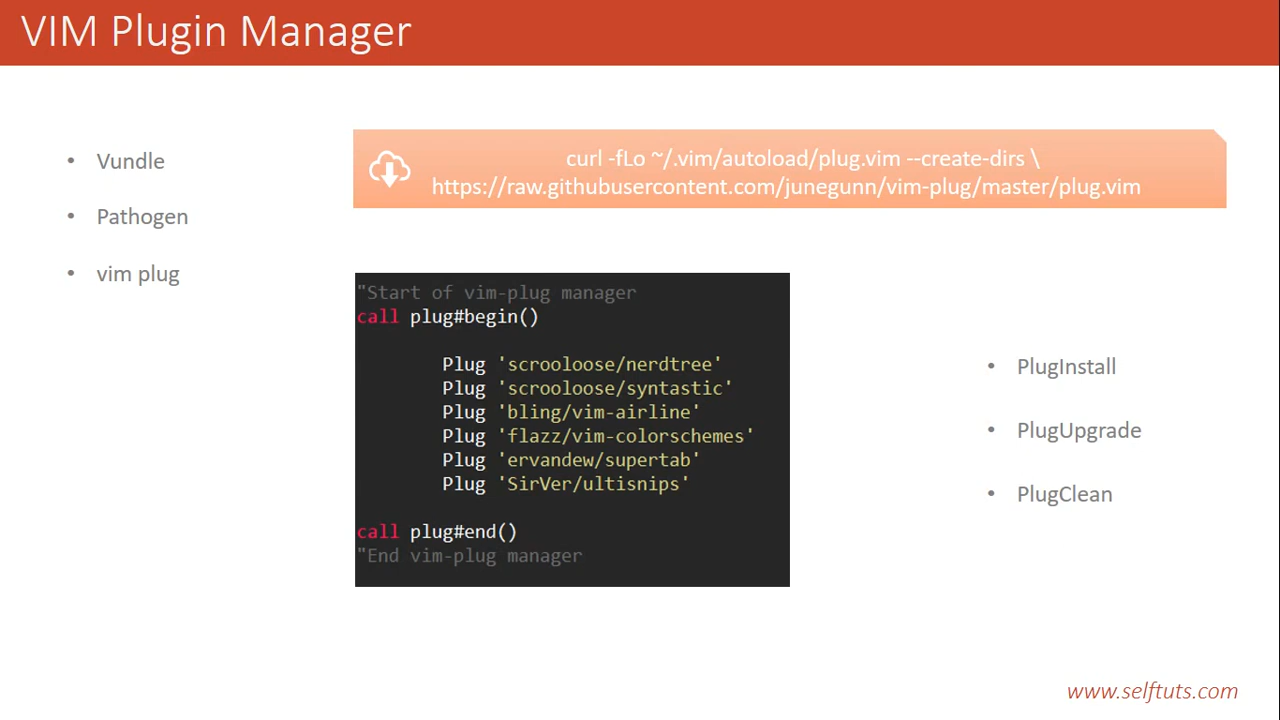 VIM Plugin Manager
• Vundle
• Pathogen
• vim plug
curl -fLo ~/.vim/autoload/plug.vim --create-dirs \
https://raw.githubusercontent.com/junegunn/vim-plug/master/plug.vim
"Start of vim-plug manager
call plug#begin()
Plug 'scrooloose/nerdtree'
Plug 'scrooloose/syntastic'
Plug 'bling/vim-airline'
Plug 'flazz/vim-colorschemes'
Plug 'ervandew/supertab'
Plug 'SirVer/ultisnips'
call plug#end()
"End vim-plug manager
• PlugInstall
• PlugUpgrade
• PlugClean
www.selftuts.com